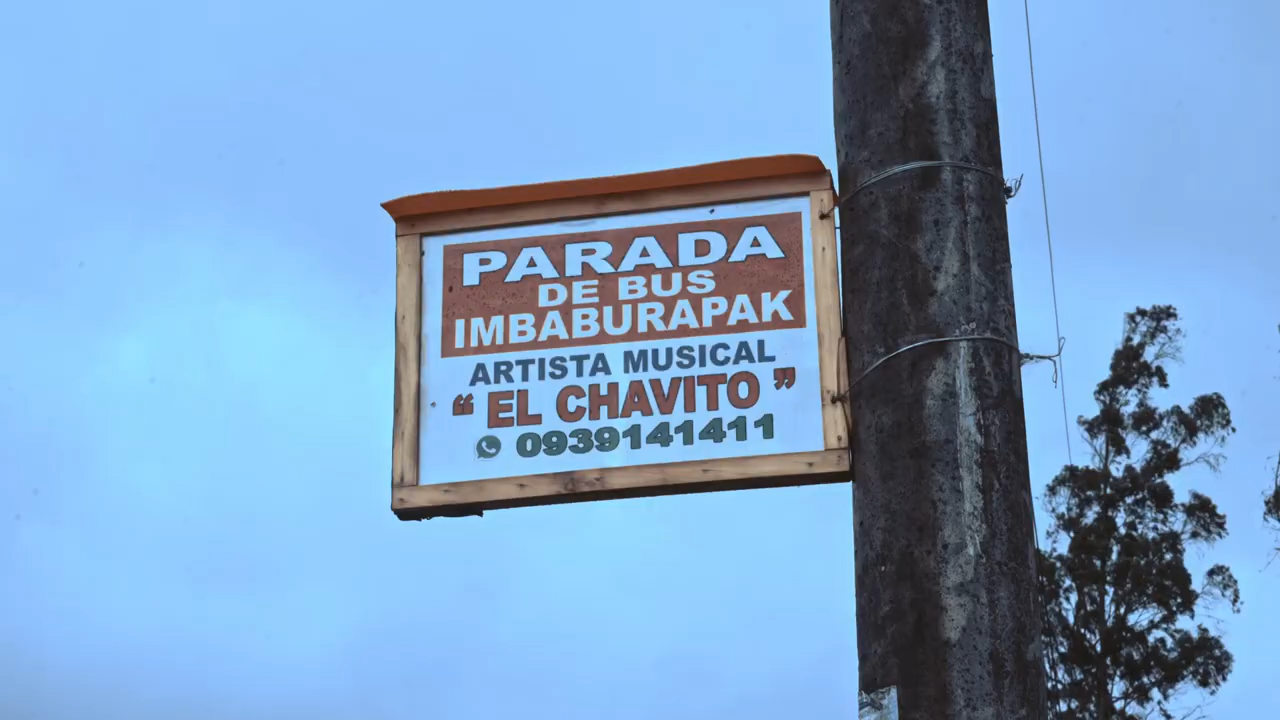 PARADA
DE BUS
IMBABURAPAK
ARTISTA MUSICAL
“ EL CHAVITO ”
0939141411